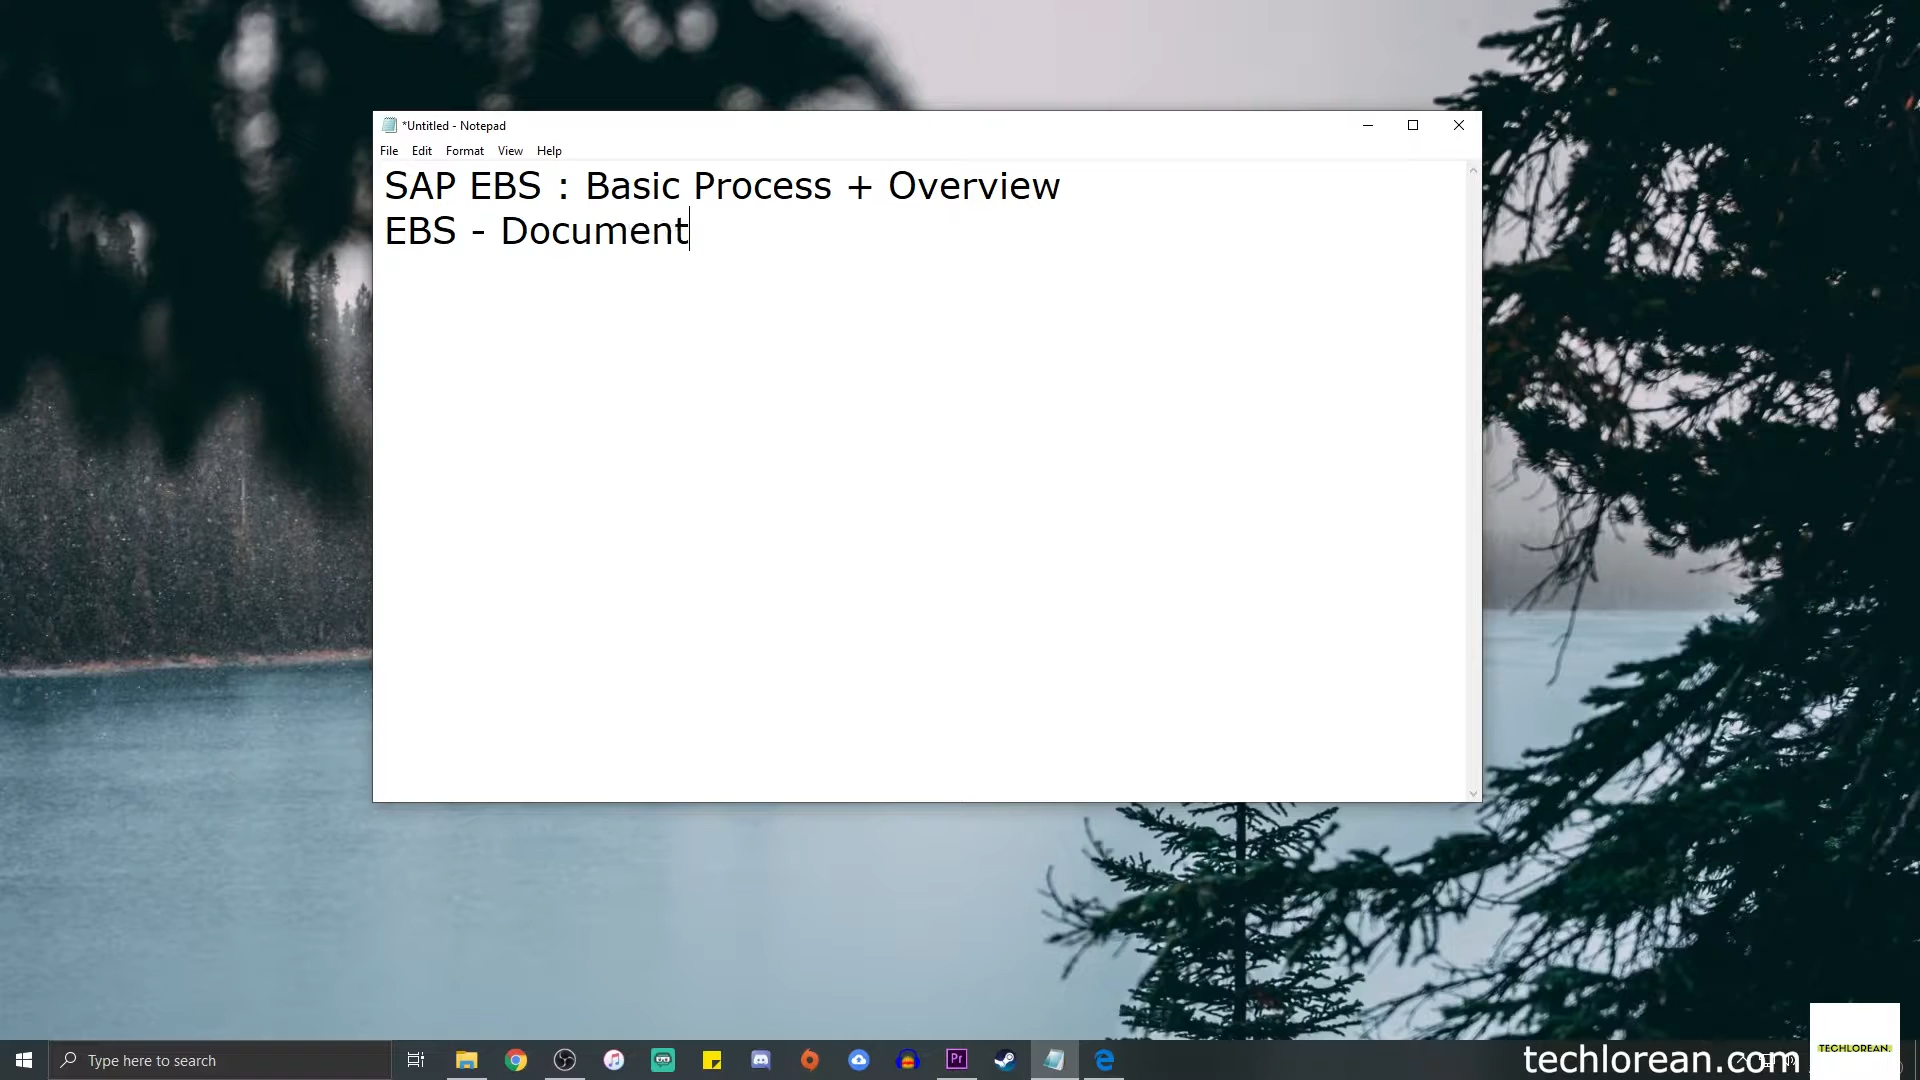 *Untitled - Notepad
File Edit Format View Help
SAP EBS : Basic Process + Overview
EBS - Document
Type here to search
Pr
techlorean.com
TECHLOREAN.